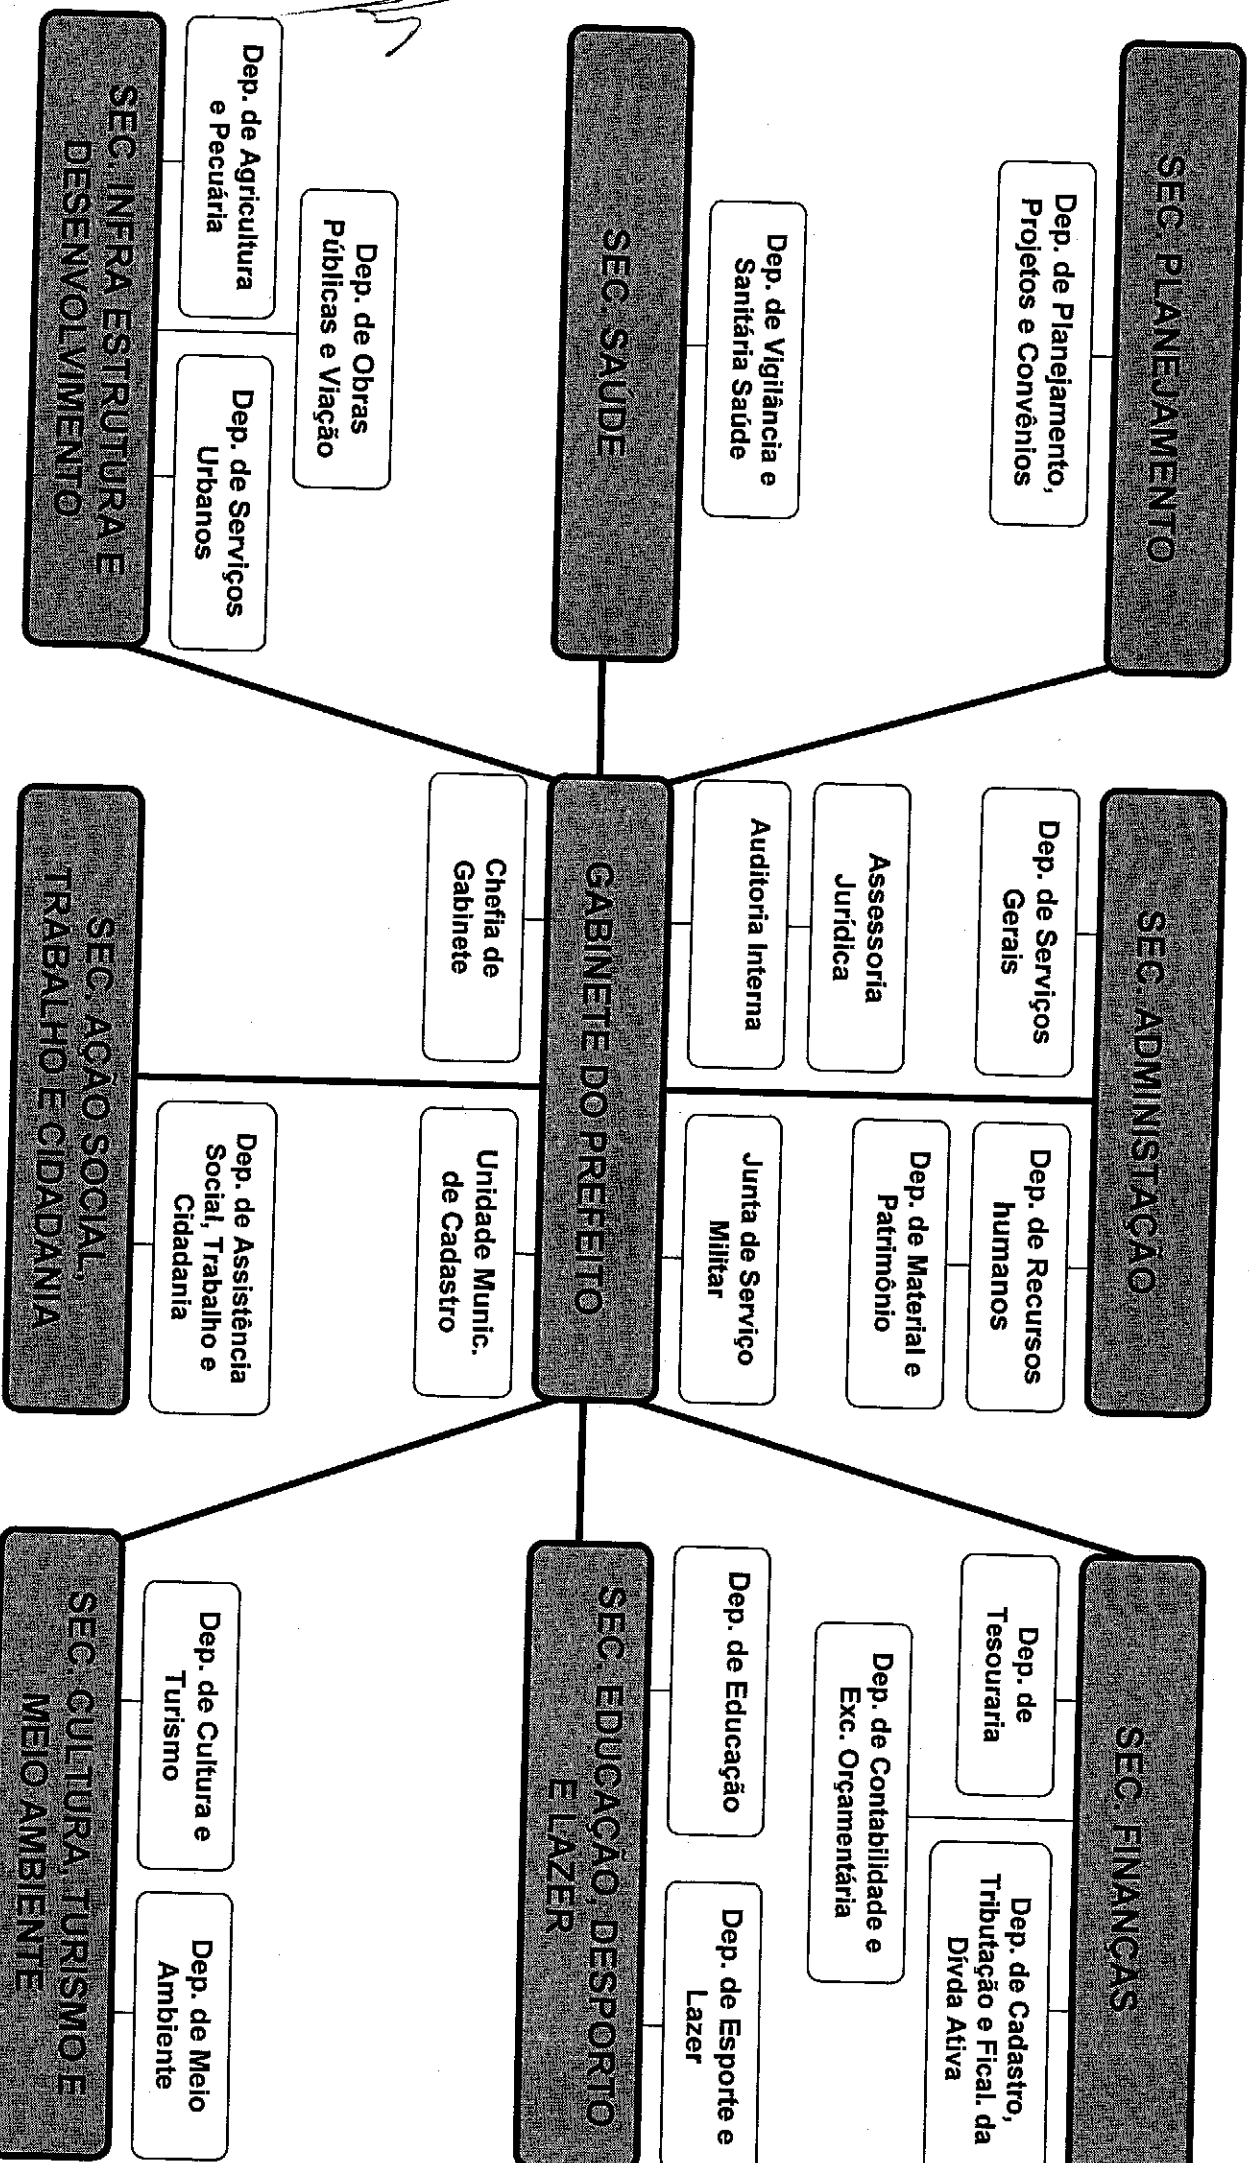 SEC. PLANEJAMENTO
Dep. de Planejamento,
Projetos e Convênios
SEC. ADMINISTAÇÃO
Dep. de Serviços
Gerais
Dep. de Recursos
humanos
Dep. de Material e
Patrimônio
SEC. FINANÇAS
Dep. de
Tesouraria
Dep. de Cadastro,
Tributação e Fical. da
Dívda Ativa
Dep. de Contabilidade e
Exc. Orçamentária
SEC. SAÚDE
Dep. de Vigilância e
Sanitária Saúde
Assessoria
Jurídica
Auditoria Interna
Junta de Serviço
Militar
GABINETE DO PREFEITO
Chefia de
Gabinete
Unidade Munic.
de Cadastro
Dep. de Educação
Dep. de Esporte e
Lazer
SEC. EDUCAÇÃO, DESPORTO
E LAZER
Dep. de Obras
Públicas e Viação
Dep. de Agricultura
e Pecuária
Dep. de Serviços
Urbanos
SEC. INFRA ESTRUTURA E
DESENVOLVIMENTO
Dep. de Assistência
Social, Trabalho e
Cidadania
SEC. AÇÃO SOCIAL,
TRABALHO E CIDADANIA
Dep. de Cultura e
Turismo
Dep. de Meio
Ambiente
SEC. CULTURA, TURISMO E
MEIO AMBIENTE